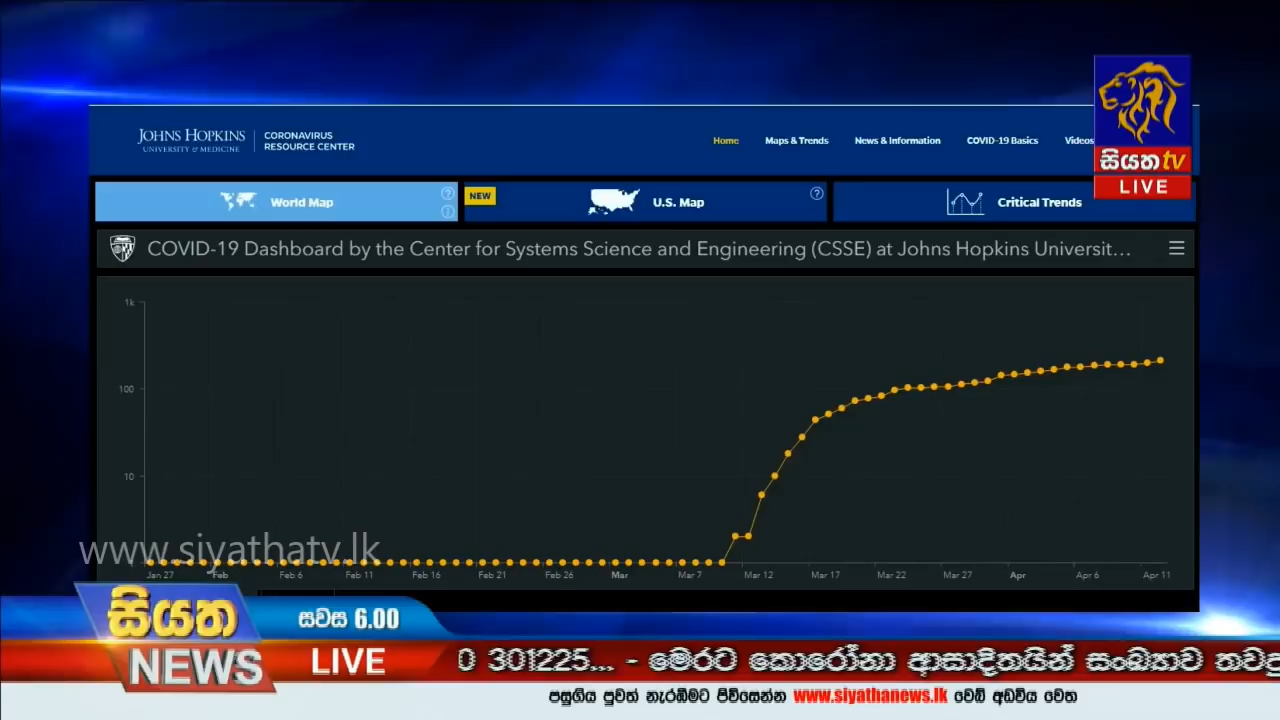 JOHNS HOPKINS
UNIVERSITY & MEDICINE
CORONAVIRUS
RESOURCE CENTER
Home
Maps & Trends
News & Information
COVID-19 Basics
Videos
සියත tv
LIVE
World Map
NEW
U.S. Map
Critical Trends
COVID-19 Dashboard by the Center for Systems Science and Engineering (CSSE) at Johns Hopkins Universit...
1k
100
10
www.siyathatv.lk
Jan 27 Feb Feb 6 Feb 11 Feb 16 Feb 21 Feb 26 Mar Mar 7 Mar 12 Mar 17 Mar 22 Mar 27 Apr Apr 6 Apr 11
සියත
NEWS
සවස 6.00
LIVE
0 301225... - මෙරට කොරෝනා ආසාදිතයින් සංඛ්‍යාව තවදු
පසුගිය පුවත් නැරඹීමට පිවිසෙන්න www.siyathanews.lk වෙබ් අඩවිය වෙත